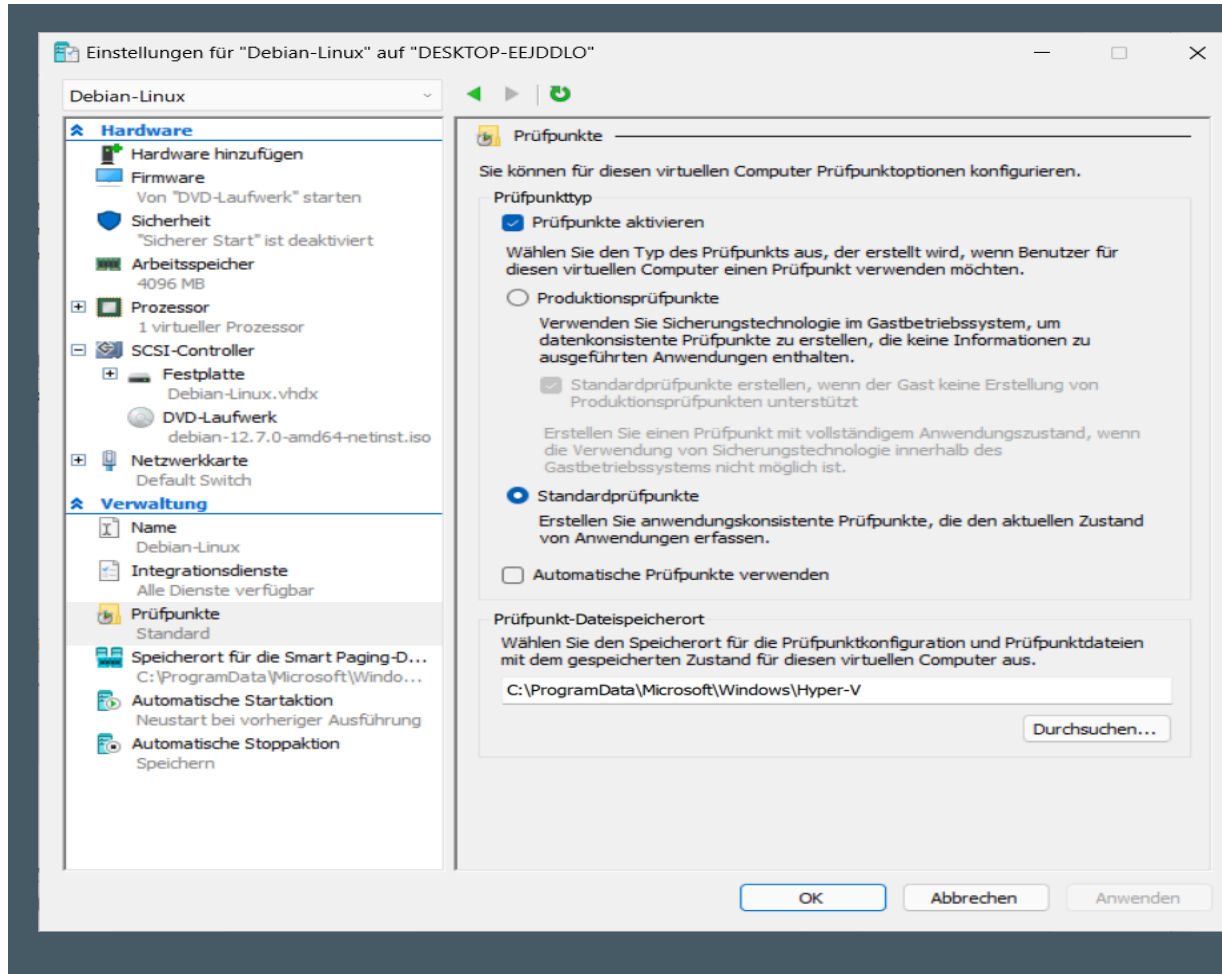 Einstellungen für "Debian-Linux" auf "DESKTOP-EEJDDLO"
Debian-Linux
Hardware
Hardware hinzufügen
Firmware
Von "DVD-Laufwerk" starten
Sicherheit
"Sicherer Start" ist deaktiviert
Arbeitsspeicher
4096 MB
Prozessor
1 virtueller Prozessor
SCSI-Controller
Festplatte
Debian-Linux.vhdx
DVD-Laufwerk
debian-12.7.0-amd64-netinst.iso
Netzwerkkarte
Default Switch
Verwaltung
Name
Debian-Linux
Integrationsdienste
Alle Dienste verfügbar
Prüfpunkte
Standard
Speicherort für die Smart Paging-D...
C:\ProgramData\Microsoft\Windo...
Automatische Startaktion
Neustart bei vorheriger Ausführung
Automatische Stoppaktion
Speichern
Prüfpunkte
Sie können für diesen virtuellen Computer Prüfpunktoptionen konfigurieren.
Prüfpunkttyp
Prüfpunkte aktivieren
Wählen Sie den Typ des Prüfpunkts aus, der erstellt wird, wenn Benutzer für
diesen virtuellen Computer einen Prüfpunkt verwenden möchten.
Produktionsprüfpunkte
Verwenden Sie Sicherungstechnologie im Gastbetriebssystem, um
datenkonsistente Prüfpunkte zu erstellen, die keine Informationen zu
ausgeführten Anwendungen enthalten.
Standardprüfpunkte erstellen, wenn der Gast keine Erstellung von
Produktionsprüfpunkten unterstützt
Erstellen Sie einen Prüfpunkt mit vollständigem Anwendungszustand, wenn
die Verwendung von Sicherungstechnologie innerhalb des
Gastbetriebssystems nicht möglich ist.
Standardprüfpunkte
Erstellen Sie anwendungskonsistente Prüfpunkte, die den aktuellen Zustand
von Anwendungen erfassen.
Automatische Prüfpunkte verwenden
Prüfpunkt-Dateispeicherort
Wählen Sie den Speicherort für die Prüfpunktkonfiguration und Prüfpunktdateien
mit dem gespeicherten Zustand für diesen virtuellen Computer aus.
C:\ProgramData\Microsoft\Windows\Hyper-V
Durchsuchen...
OK
Abbrechen
Anwenden